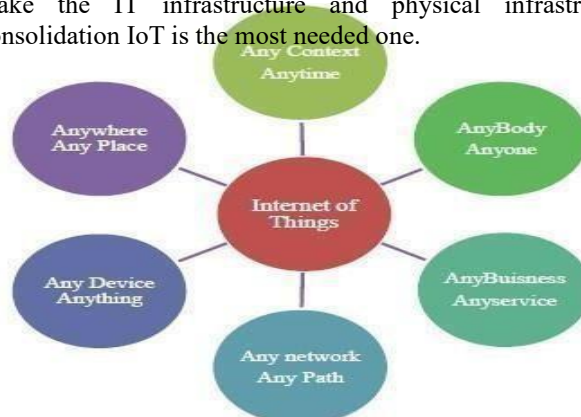 ake the IT infrastructure and physical infrastr
onsolidation IoT is the most needed one.
Any Context
Anytime
Anywhere
Any Place
AnyBody
Anyone
Internet of
Things
Any Device
Anything
AnyBuisness
Anyservice
Any network
Any Path